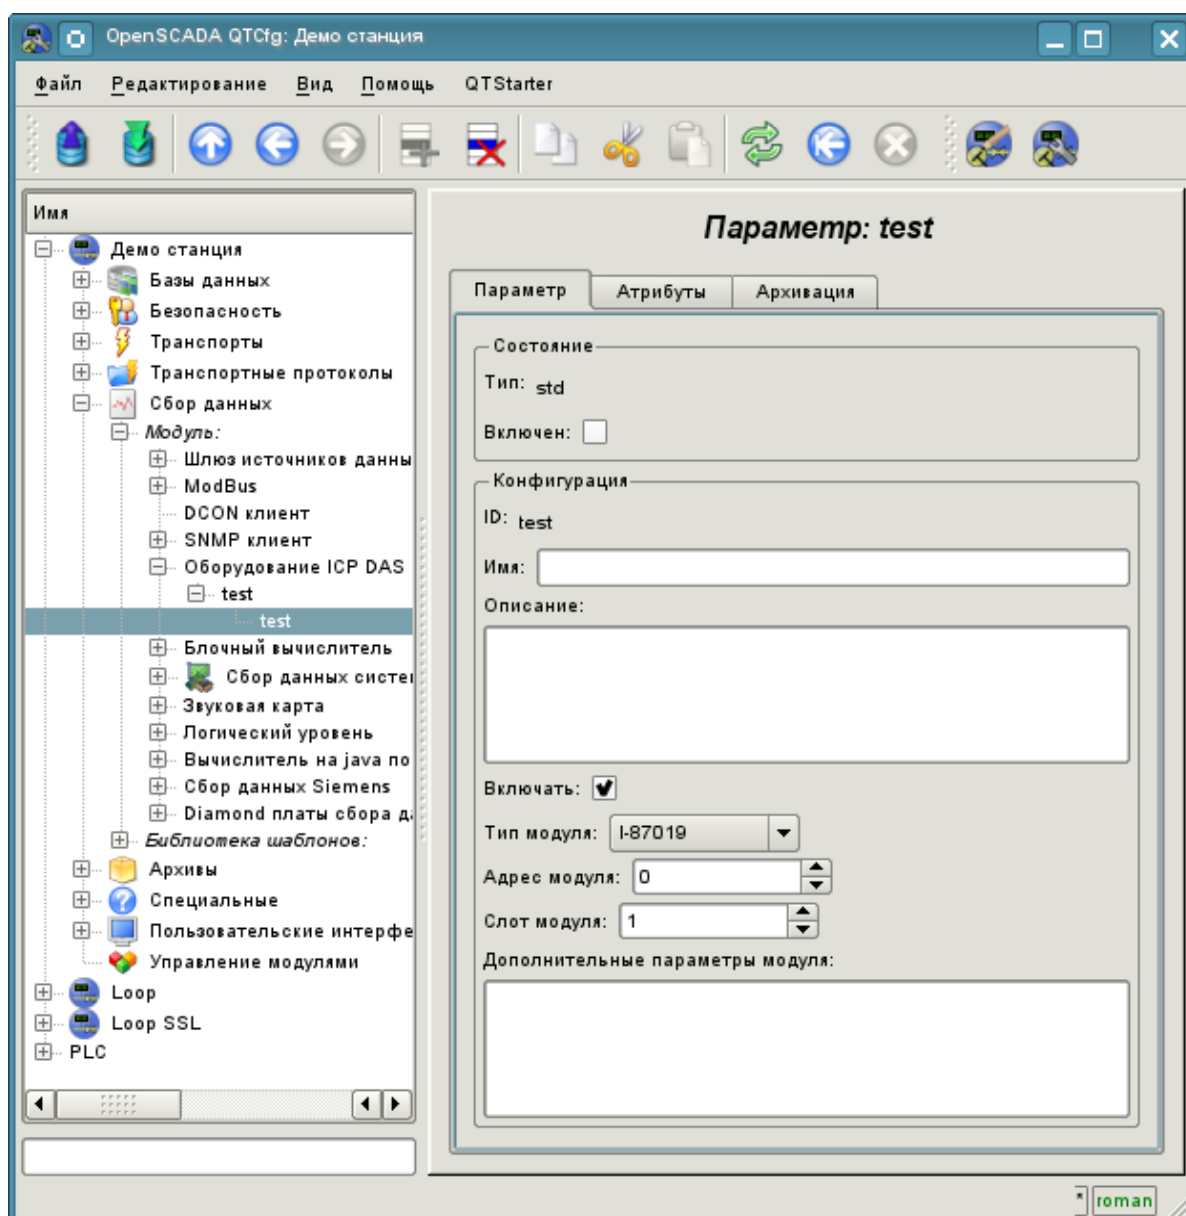 OpenSCADA QTCfg: Демо станция
Файл Редактирование Вид Помощь QTStarter
Имя
Демо станция
Базы данных
Безопасность
Транспорты
Транспортные протоколы
Сбор данных
Модуль:
Шлюз источников данны
ModBus
DCON клиент
SNMP клиент
Оборудование ICP DAS
test
test
Блочный вычислитель
Сбор данных систе
Звуковая карта
Логический уровень
Вычислитель на java по
Сбор данных Siemens
Diamond платы сбора д
Библиотека шаблонов:
Архивы
Специальные
Пользовательские интерфе
Управление модулями
Loop
Loop SSL
PLC
Параметр: test
Параметр Атрибуты Архивация
Состояние
Тип: std
Включен:
Конфигурация
ID: test
Имя:
Описание:
Включать:
Тип модуля: I-87019
Адрес модуля: 0
Слот модуля: 1
Дополнительные параметры модуля:
* roman